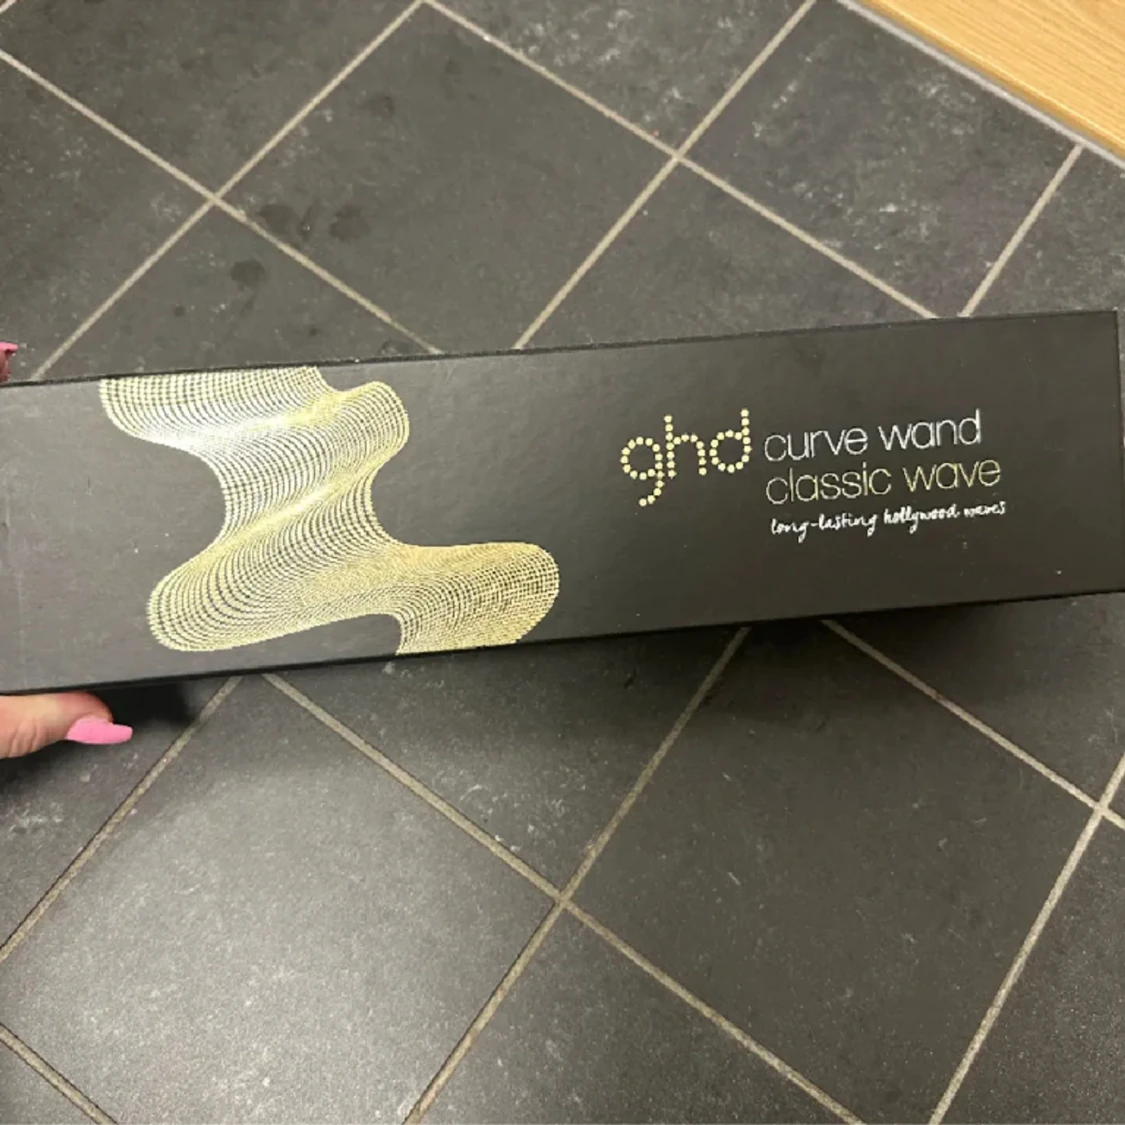 ghd curve wand
classic wave
long-lasting hollywood waves